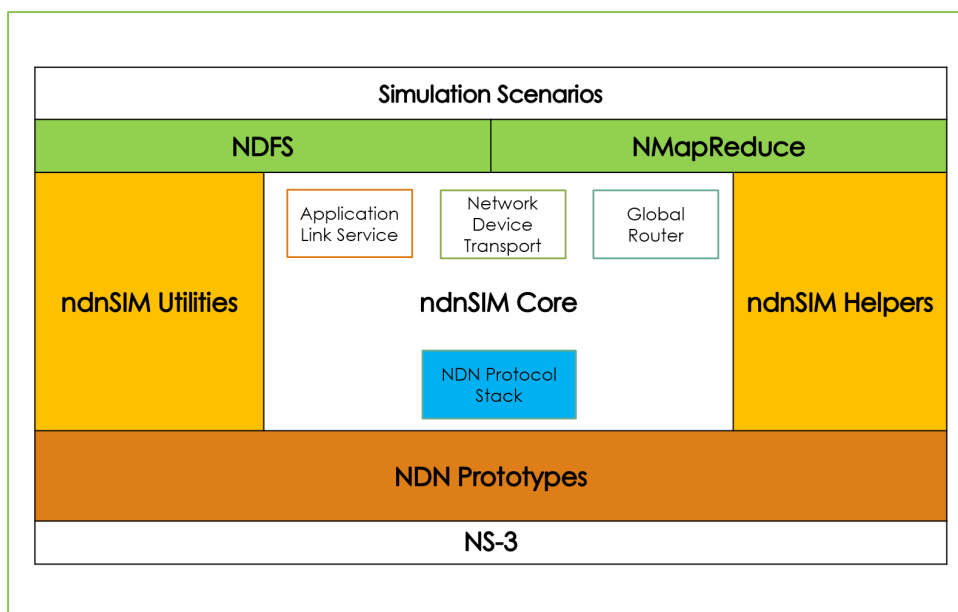 Simulation Scenarios
NDFS
NMapReduce
Application
Link Service
Network
Device
Transport
Global
Router
ndnSIM Utilities
ndnSIM Core
ndnSIM Helpers
NDN Protocol
Stack
NDN Prototypes
NS-3